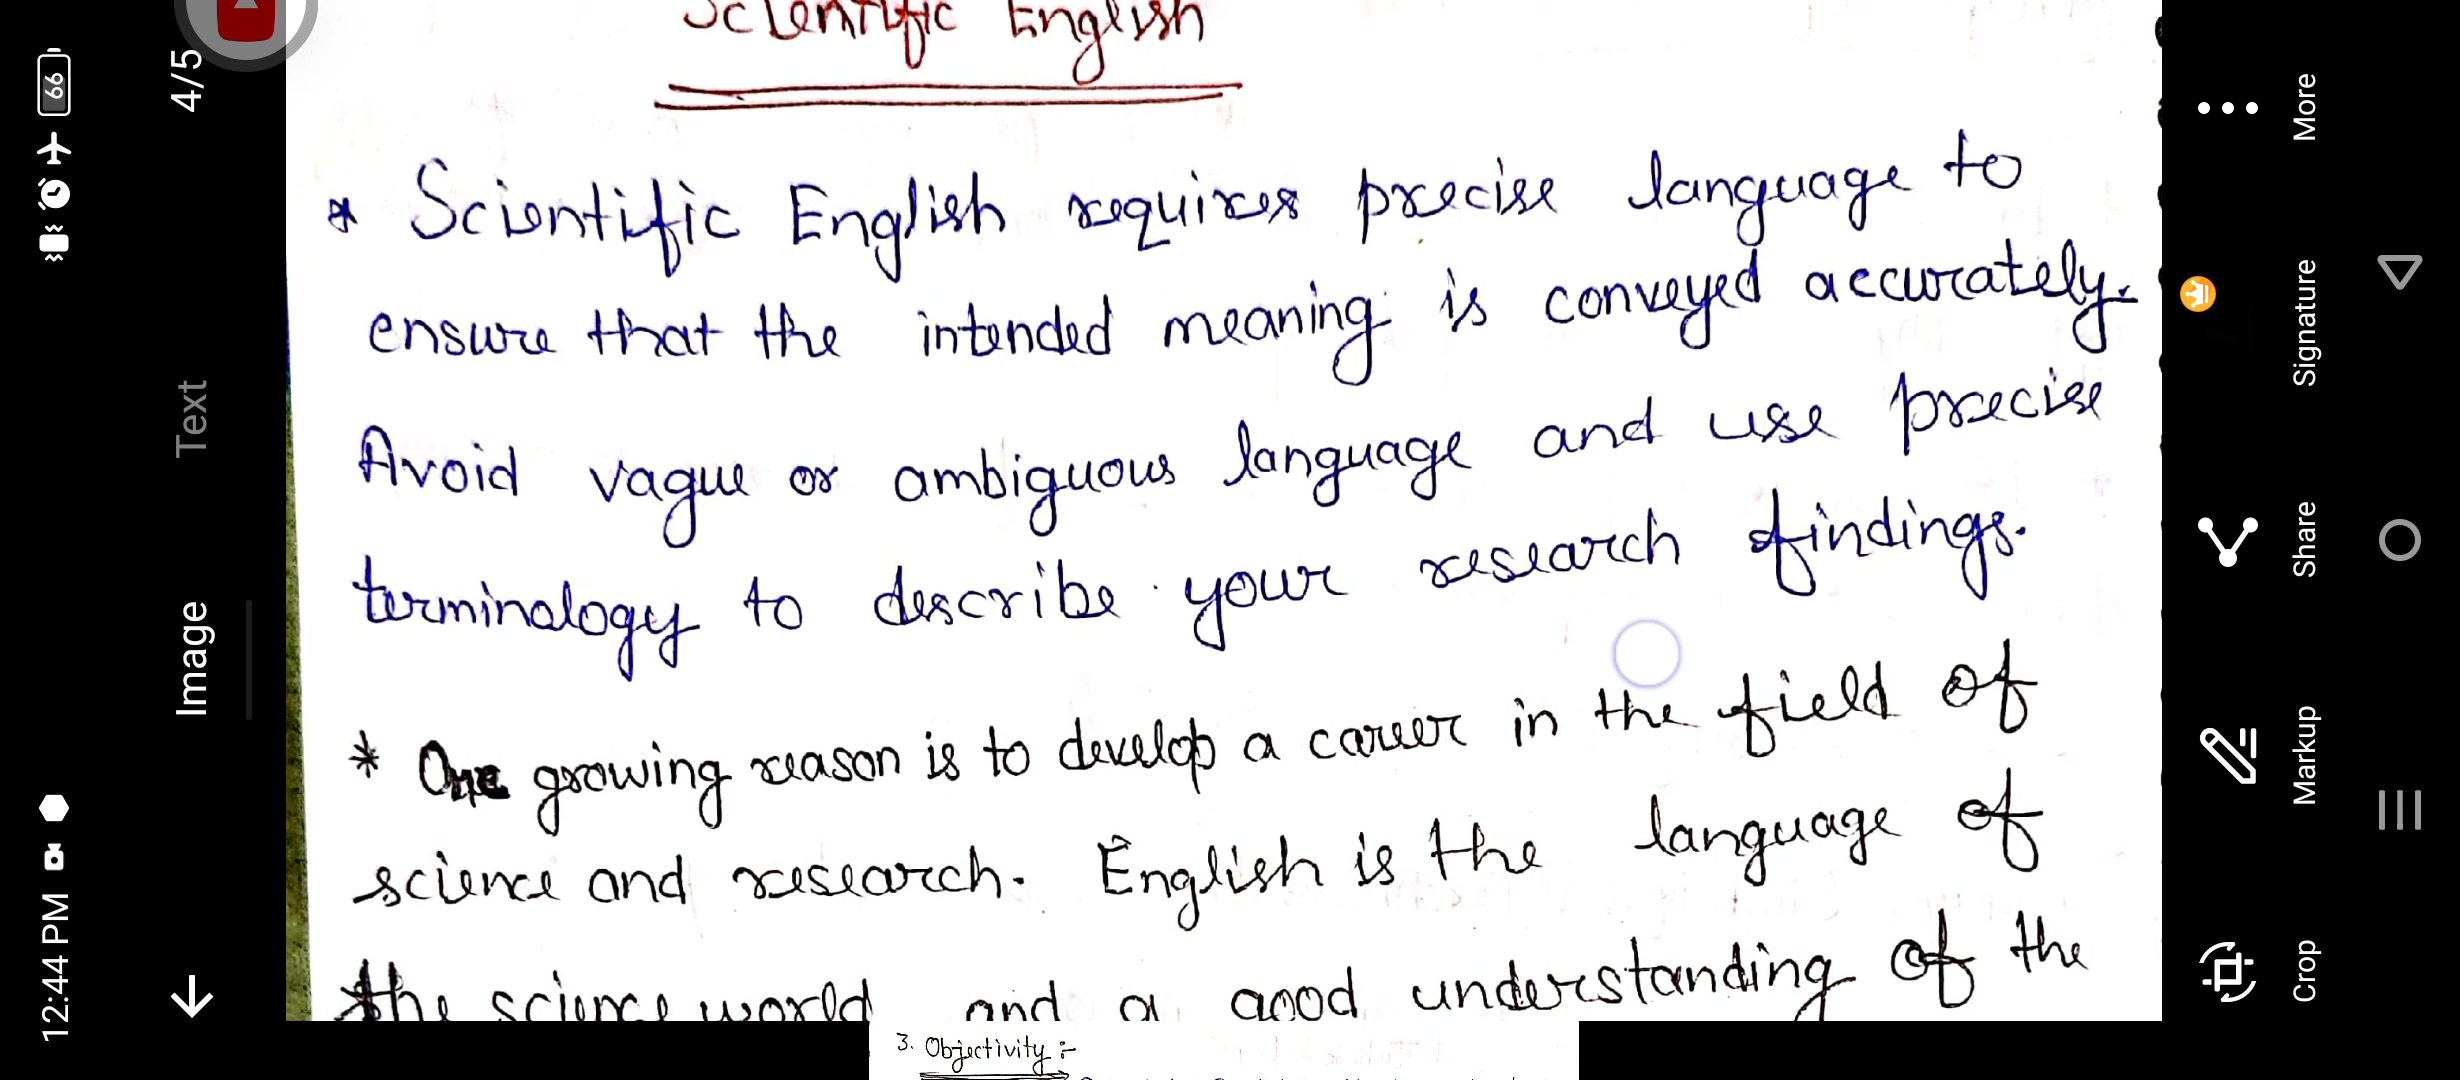 Scientific English
* Scientific English requires precise language to
ensure that the intended meaning is conveyed accurately.
Avoid vague or ambiguous language and use precise
terminology to describe your research findings.
* One growing reason is to develop a career in the field of
science and research. English is the language of
the science world and a good understanding of the
3. Objectivity :-
12:44 PM
66
4/5
Text
Image
More
Signature
Share
Markup
Crop